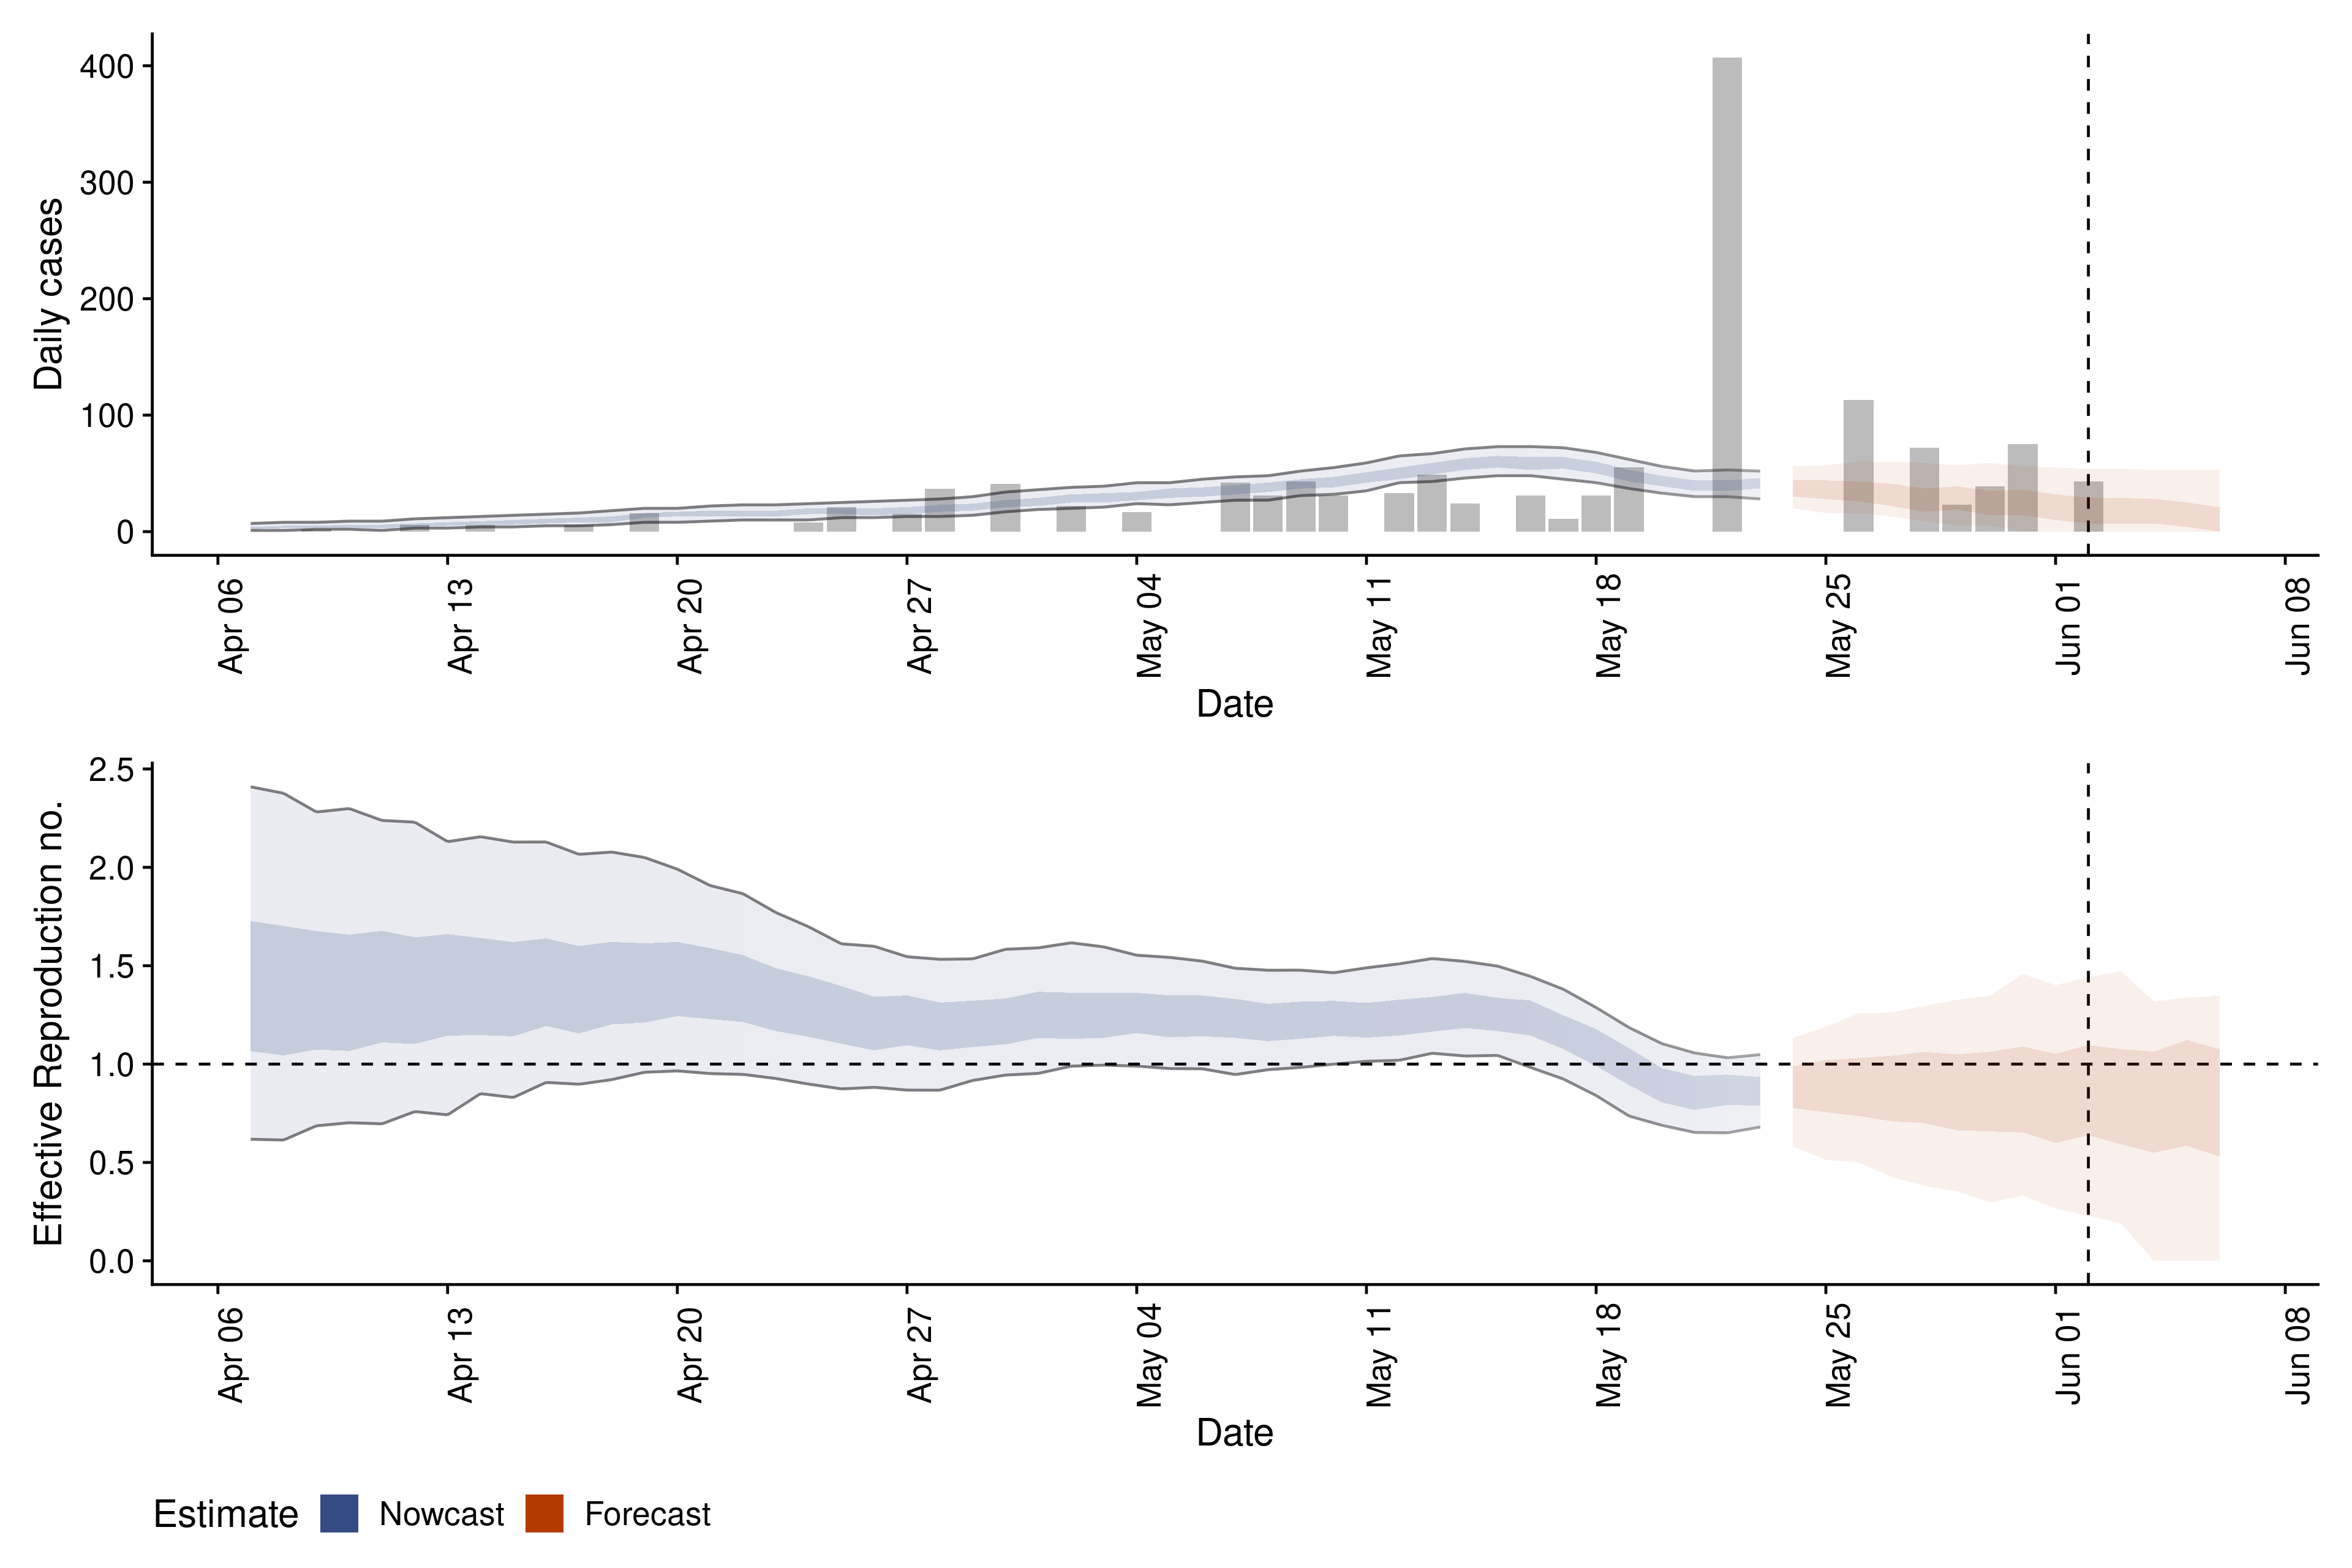 Daily cases
400
300
200
100
0
Apr 06
Apr 13
Apr 20
Apr 27
May 04
May 11
May 18
May 25
Jun 01
Jun 08
Date
Effective Reproduction no.
2.5
2.0
1.5
1.0
0.5
0.0
Apr 06
Apr 13
Apr 20
Apr 27
May 04
May 11
May 18
May 25
Jun 01
Jun 08
Date
Estimate Nowcast Forecast